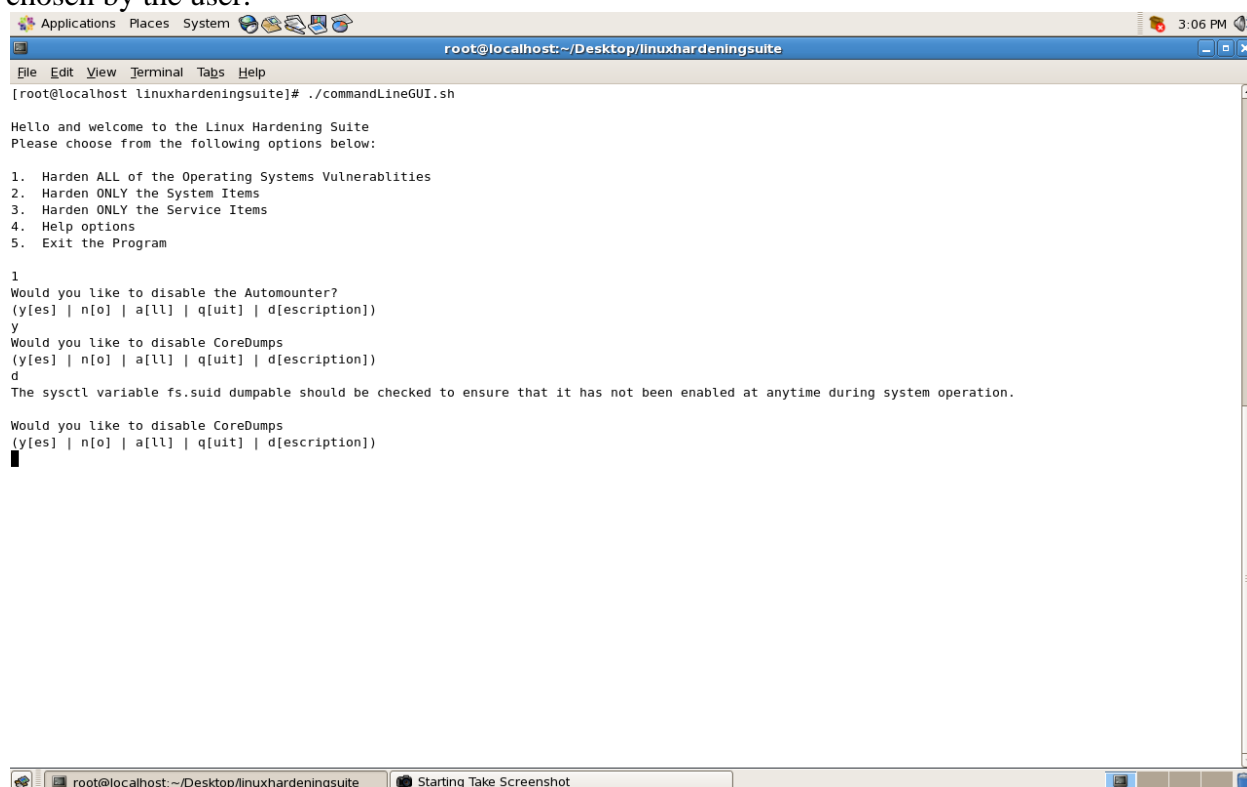 chosen by the user.
Applications Places System 3:06 PM
root@localhost:~/Desktop/linuxhardeningsuite
File Edit View Terminal Tabs Help
[root@localhost linuxhardeningsuite]# ./commandLineGUI.sh
Hello and welcome to the Linux Hardening Suite
Please choose from the following options below:
1. Harden ALL of the Operating Systems Vulnerablities
2. Harden ONLY the System Items
3. Harden ONLY the Service Items
4. Help options
5. Exit the Program
1
Would you like to disable the Automounter?
(y[es] | n[o] | a[ll] | q[uit] | d[escription])
y
Would you like to disable CoreDumps
(y[es] | n[o] | a[ll] | q[uit] | d[escription])
d
The sysctl variable fs.suid dumpable should be checked to ensure that it has not been enabled at anytime during system operation.
Would you like to disable CoreDumps
(y[es] | n[o] | a[ll] | q[uit] | d[escription])
root@localhost:~/Desktop/linuxhardeningsuite Starting Take Screenshot